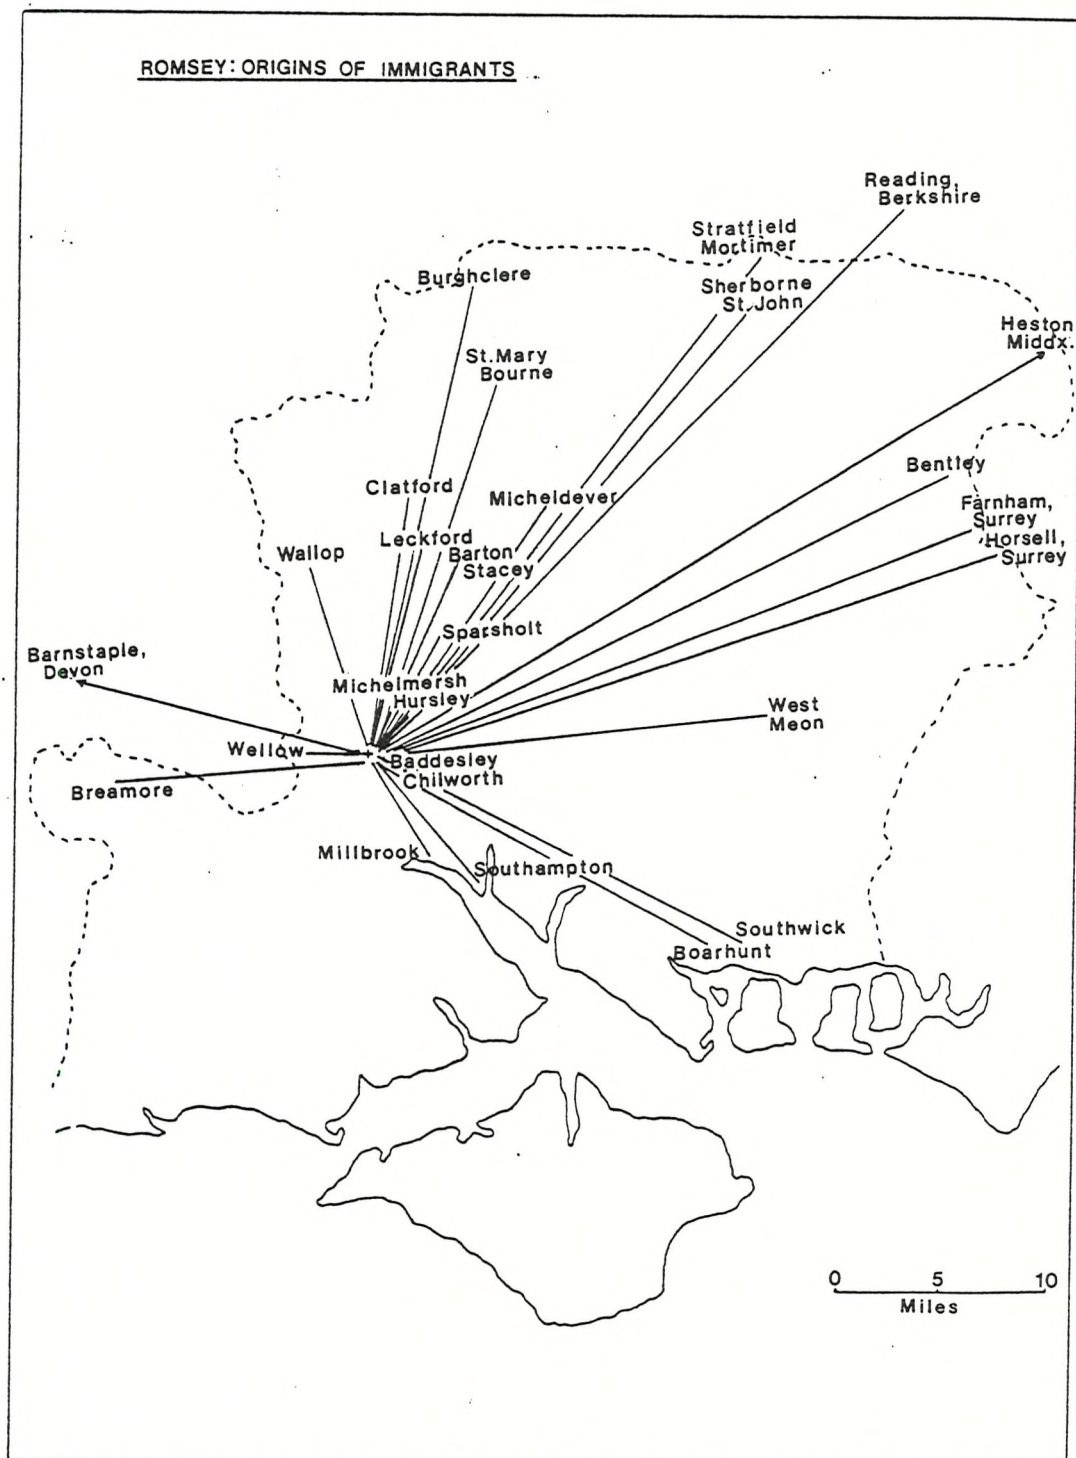 ROMSEY: ORIGINS OF IMMIGRANTS
Reading,
Berkshire
Stratfield
Mortimer
Burghclere
Sherborne
St.John
Heston
Middx.
St.Mary
Bourne
Bentley
Clatford
Micheldever
Farnham,
Surrey
Leckford
Horsell,
Surrey
Wallop
Barton
Stacey
Sparsholt
Barnstaple,
Devon
Michelmersh
Hursley
West
Meon
Wellow
Baddesley
Chilworth
Breamore
Millbrook
Southampton
Southwick
Boarhunt
0 5 10
Miles